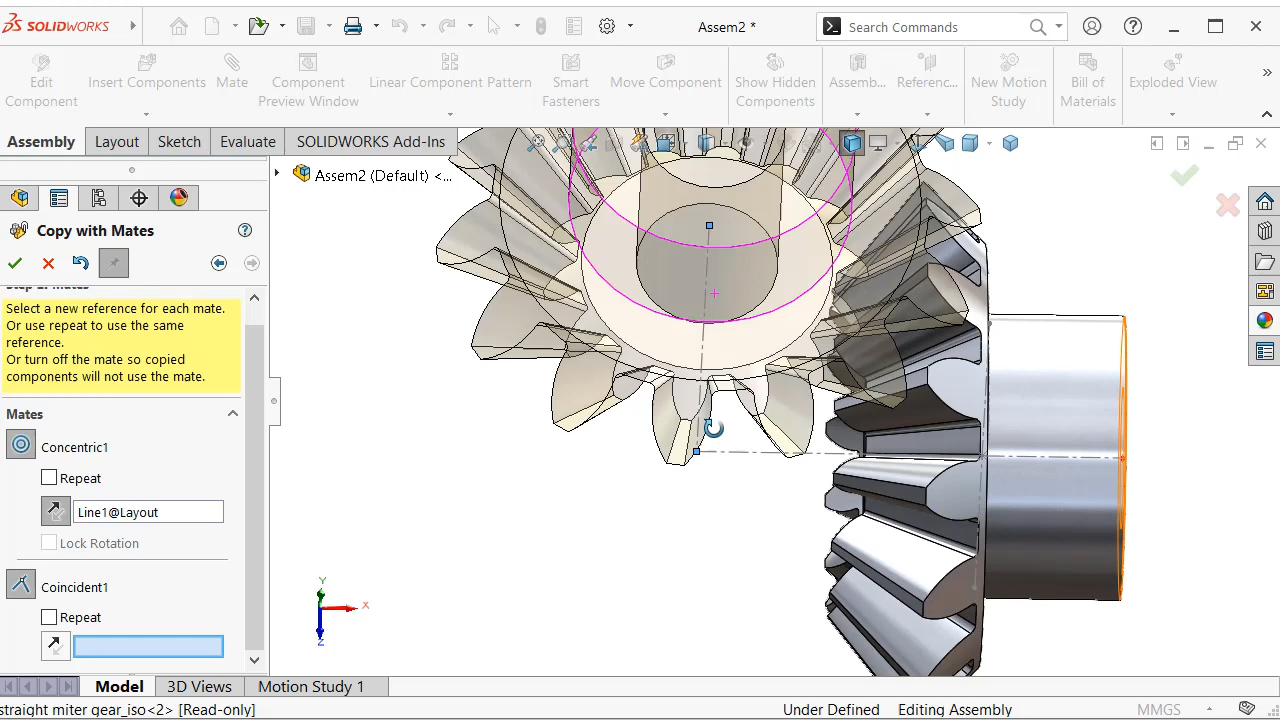 SOLIDWORKS
Assem2 *
Search Commands
Edit
Component
Insert Components
Mate
Component
Preview Window
Linear Component Pattern
Smart
Fasteners
Move Component
Show Hidden
Components
Assemb...
Referenc...
New Motion
Study
Bill of
Materials
Exploded View
Assembly
Layout
Sketch
Evaluate
SOLIDWORKS Add-Ins
Assem2 (Default) <...
Copy with Mates
Step 2: Mates
Select a new reference for each mate.
Or use repeat to use the same
reference.
Or turn off the mate so copied
components will not use the mate.
Mates
Concentric1
Repeat
Line1@Layout
Lock Rotation
Coincident1
Repeat
Y
X
Z
Model
3D Views
Motion Study 1
straight miter gear_iso<2> [Read-only]
Under Defined
Editing Assembly
MMGS